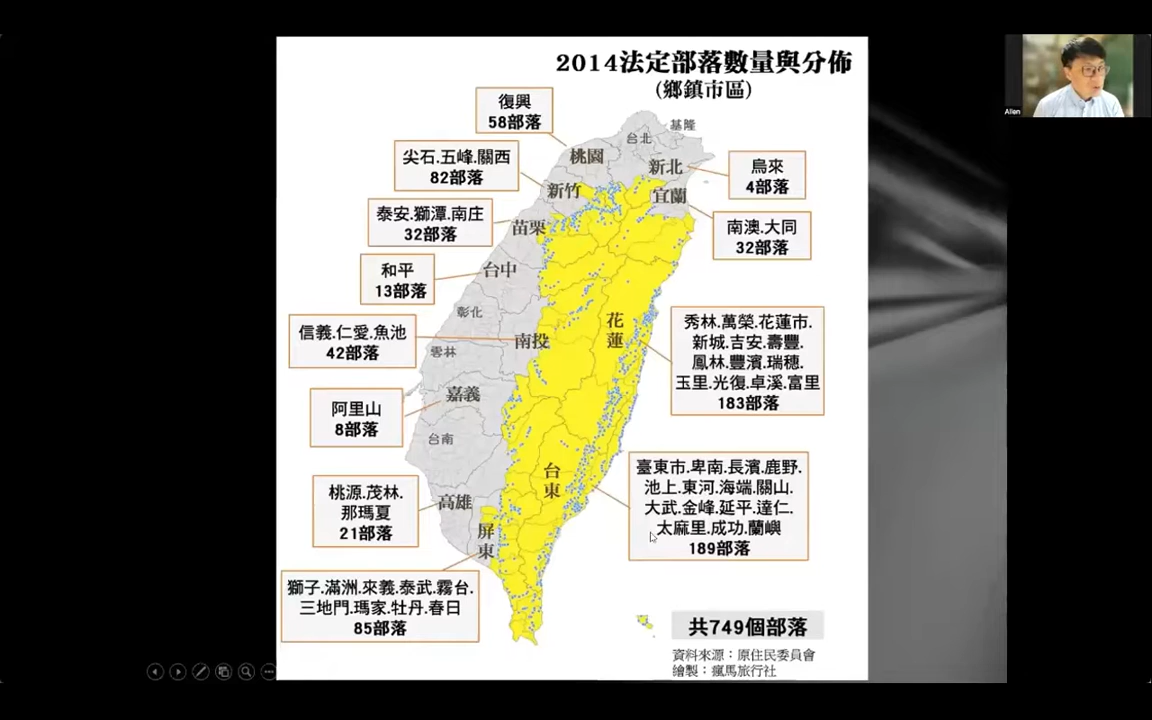 2014法定部落數量與分佈
(鄉鎮市區)
復興
58部落
尖石.五峰.關西
82部落
泰安.獅潭.南庄
32部落
和平
13部落
信義.仁愛.魚池
42部落
阿里山
8部落
桃源.茂林.
那瑪夏
21部落
獅子.滿洲.來義.泰武.霧台.
三地門.瑪家.牡丹.春日
85部落
基隆
台北
桃園
新北
新竹
宜蘭
苗栗
台中
彰化
花
蓮
南投
雲林
嘉義
台南
台
東
高雄
屏
東
烏來
4部落
南澳.大同
32部落
秀林.萬榮.花蓮市.
新城.吉安.壽豐.
鳳林.豐濱.瑞穗.
玉里.光復.卓溪.富里
183部落
臺東市.卑南.長濱.鹿野.
池上.東河.海端.關山.
大武.金峰.延平.達仁.
太麻里.成功.蘭嶼
189部落
共749個部落
資料來源：原住民委員會
繪製：瘋馬旅行社
Allen